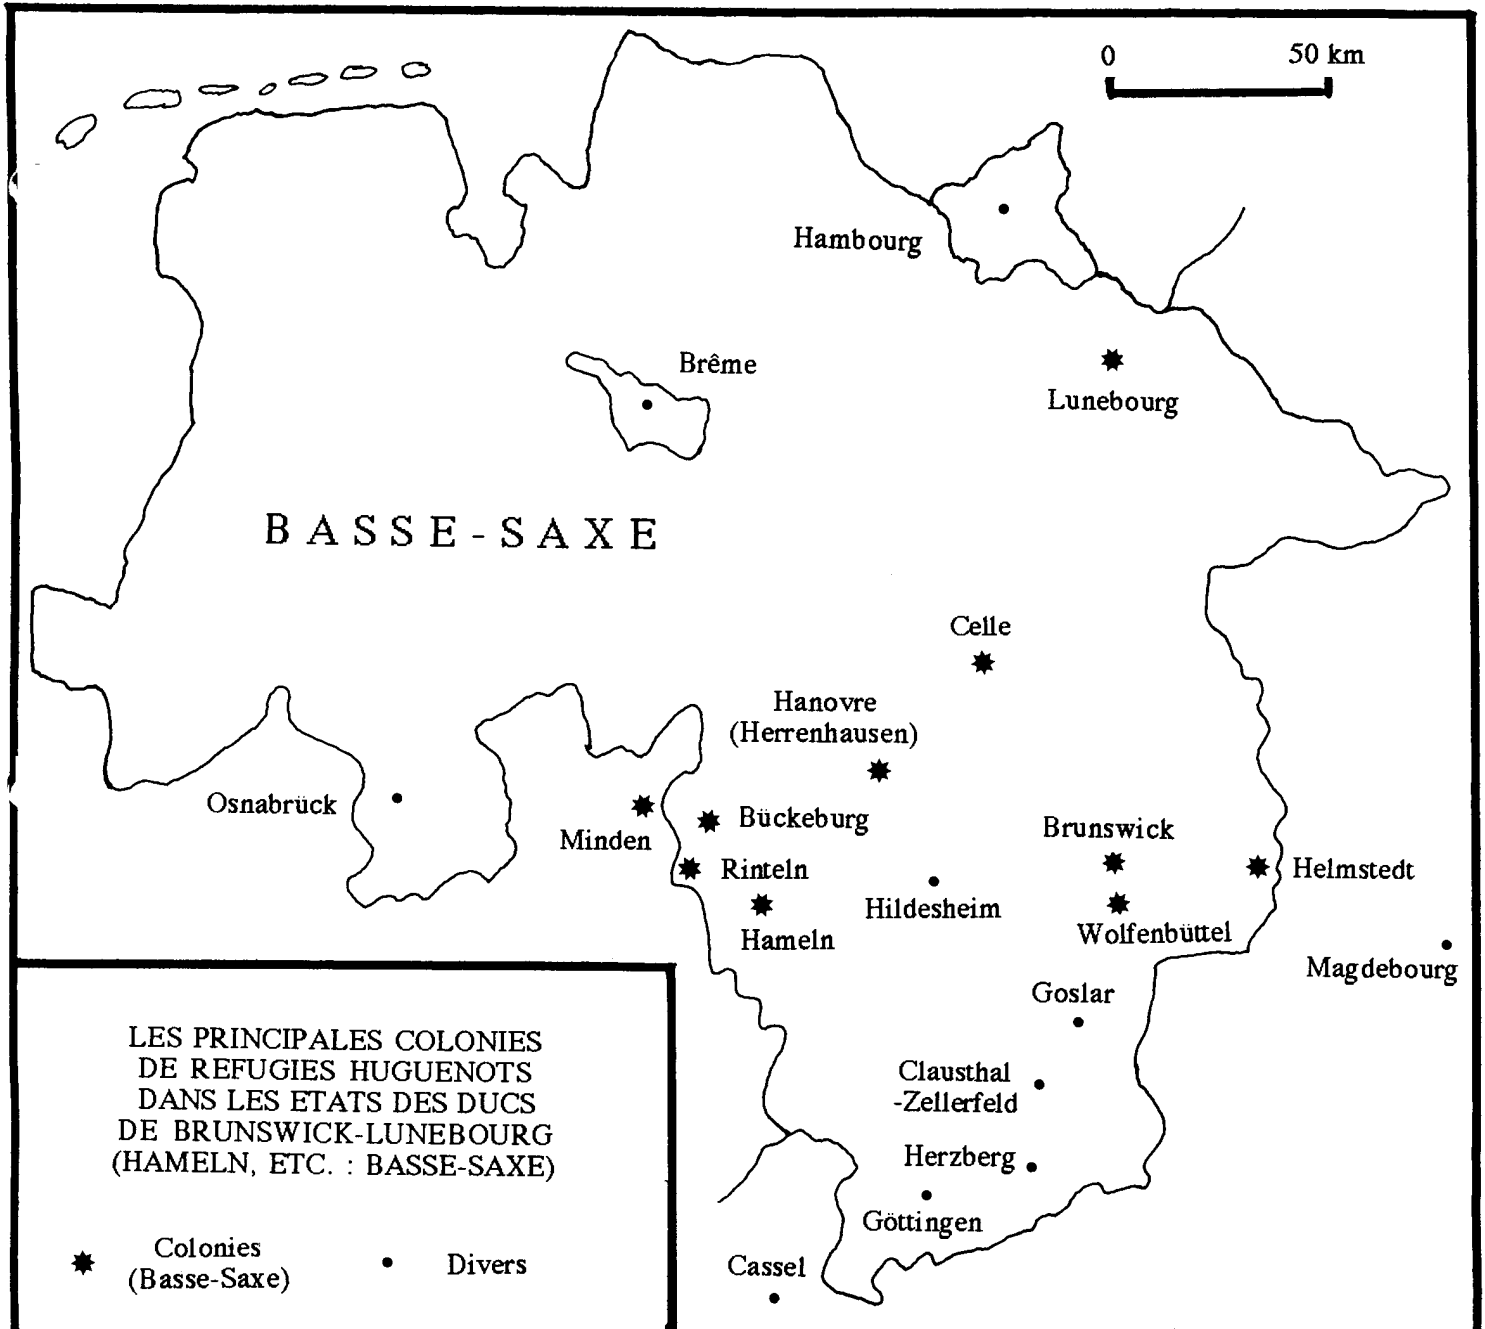 0 50 km
Hambourg
Brême
Lunebourg
BASSE-SAXE
Celle
Hanovre
(Herrenhausen)
Osnabrück
Minden
Bückeburg
Brunswick
Rinteln
Helmstedt
Hildesheim
Hameln
Wolfenbüttel
Magdebourg
Goslar
Clausthal
-Zellerfeld
Herzberg
Göttingen
Cassel
LES PRINCIPALES COLONIES
DE REFUGIES HUGUENOTS
DANS LES ETATS DES DUCS
DE BRUNSWICK-LUNEBOURG
(HAMELN, ETC. : BASSE-SAXE)
Colonies
(Basse-Saxe)
Divers